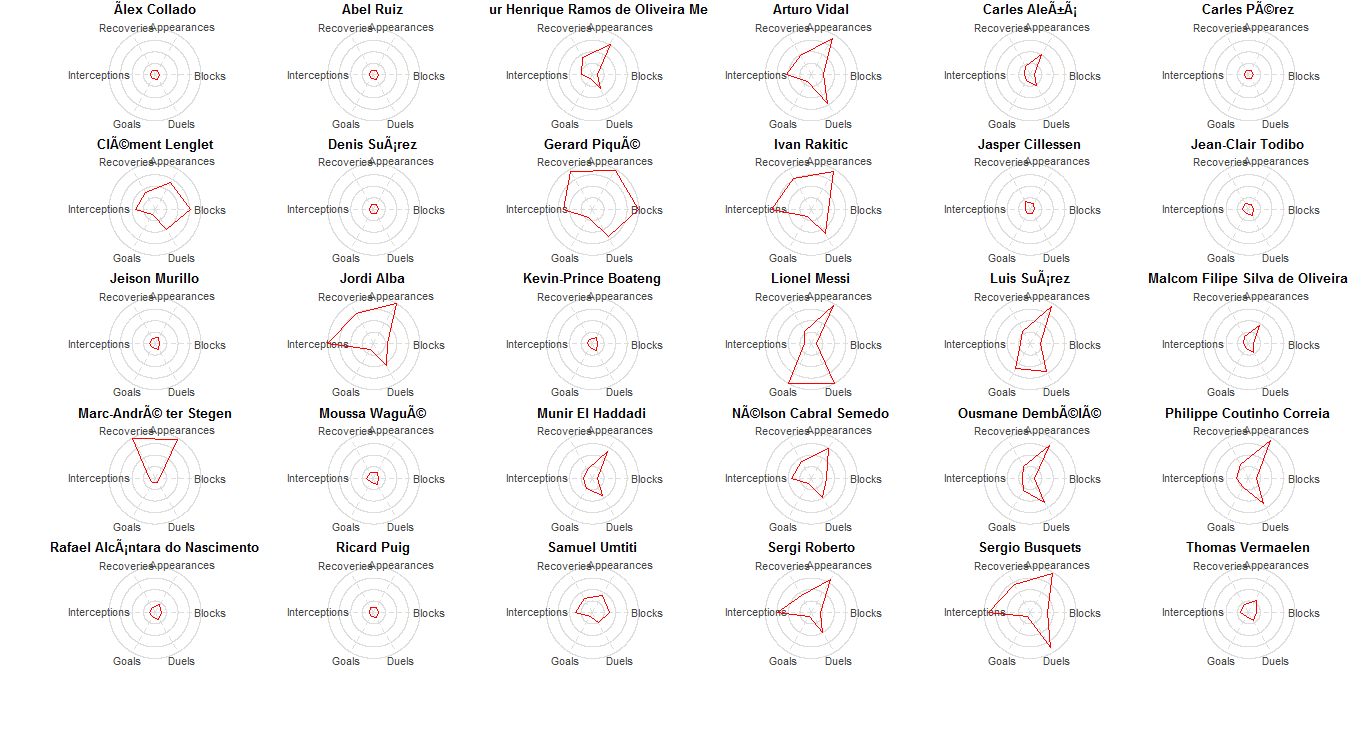 Ãlex Collado
Recoveries Appearances
Interceptions Blocks
Goals Duels
Abel Ruiz
Recoveries Appearances
Interceptions Blocks
Goals Duels
ur Henrique Ramos de Oliveira Me
Recoveries Appearances
Interceptions Blocks
Goals Duels
Arturo Vidal
Recoveries Appearances
Interceptions Blocks
Goals Duels
Carles AleÃ±Ã¡
Recoveries Appearances
Interceptions Blocks
Goals Duels
Carles PÃ©rez
Recoveries Appearances
Interceptions Blocks
Goals Duels
ClÃ©ment Lenglet
Recoveries Appearances
Interceptions Blocks
Goals Duels
Denis SuÃ¡rez
Recoveries Appearances
Interceptions Blocks
Goals Duels
Gerard PiquÃ©
Recoveries Appearances
Interceptions Blocks
Goals Duels
Ivan Rakitic
Recoveries Appearances
Interceptions Blocks
Goals Duels
Jasper Cillessen
Recoveries Appearances
Interceptions Blocks
Goals Duels
Jean-Clair Todibo
Recoveries Appearances
Interceptions Blocks
Goals Duels
Jeison Murillo
Recoveries Appearances
Interceptions Blocks
Goals Duels
Jordi Alba
Recoveries Appearances
Interceptions Blocks
Goals Duels
Kevin-Prince Boateng
Recoveries Appearances
Interceptions Blocks
Goals Duels
Lionel Messi
Recoveries Appearances
Interceptions Blocks
Goals Duels
Luis SuÃ¡rez
Recoveries Appearances
Interceptions Blocks
Goals Duels
Malcom Filipe Silva de Oliveira
Recoveries Appearances
Interceptions Blocks
Goals Duels
Marc-AndrÃ© ter Stegen
Recoveries Appearances
Interceptions Blocks
Goals Duels
Moussa WaguÃ©
Recoveries Appearances
Interceptions Blocks
Goals Duels
Munir El Haddadi
Recoveries Appearances
Interceptions Blocks
Goals Duels
NÃ©lson Cabral Semedo
Recoveries Appearances
Interceptions Blocks
Goals Duels
Ousmane DembÃ©lÃ©
Recoveries Appearances
Interceptions Blocks
Goals Duels
Philippe Coutinho Correia
Recoveries Appearances
Interceptions Blocks
Goals Duels
Rafael AlcÃ¡ntara do Nascimento
Recoveries Appearances
Interceptions Blocks
Goals Duels
Ricard Puig
Recoveries Appearances
Interceptions Blocks
Goals Duels
Samuel Umtiti
Recoveries Appearances
Interceptions Blocks
Goals Duels
Sergi Roberto
Recoveries Appearances
Interceptions Blocks
Goals Duels
Sergio Busquets
Recoveries Appearances
Interceptions Blocks
Goals Duels
Thomas Vermaelen
Recoveries Appearances
Interceptions Blocks
Goals Duels